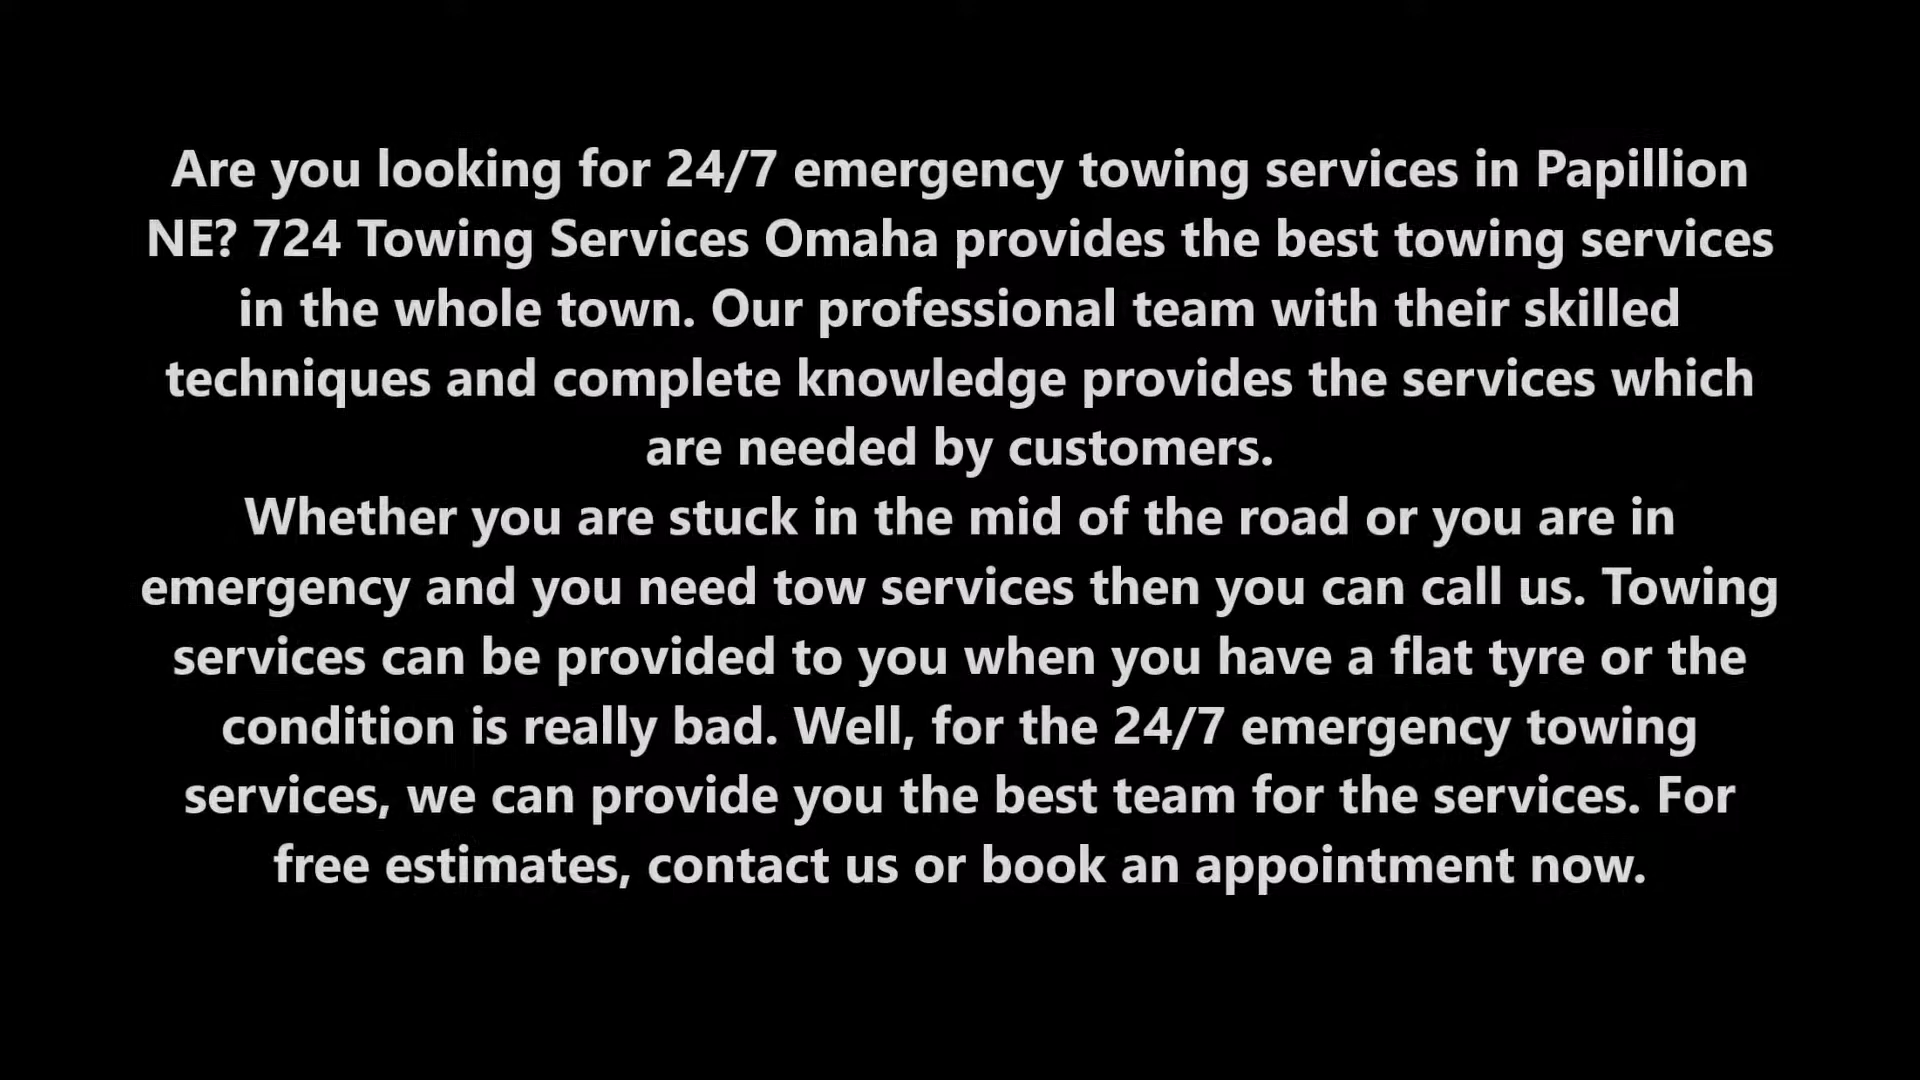 Are you looking for 24/7 emergency towing services in Papillion
NE? 724 Towing Services Omaha provides the best towing services
in the whole town. Our professional team with their skilled
techniques and complete knowledge provides the services which
are needed by customers.
Whether you are stuck in the mid of the road or you are in
emergency and you need tow services then you can call us. Towing
services can be provided to you when you have a flat tyre or the
condition is really bad. Well, for the 24/7 emergency towing
services, we can provide you the best team for the services. For
free estimates, contact us or book an appointment now.